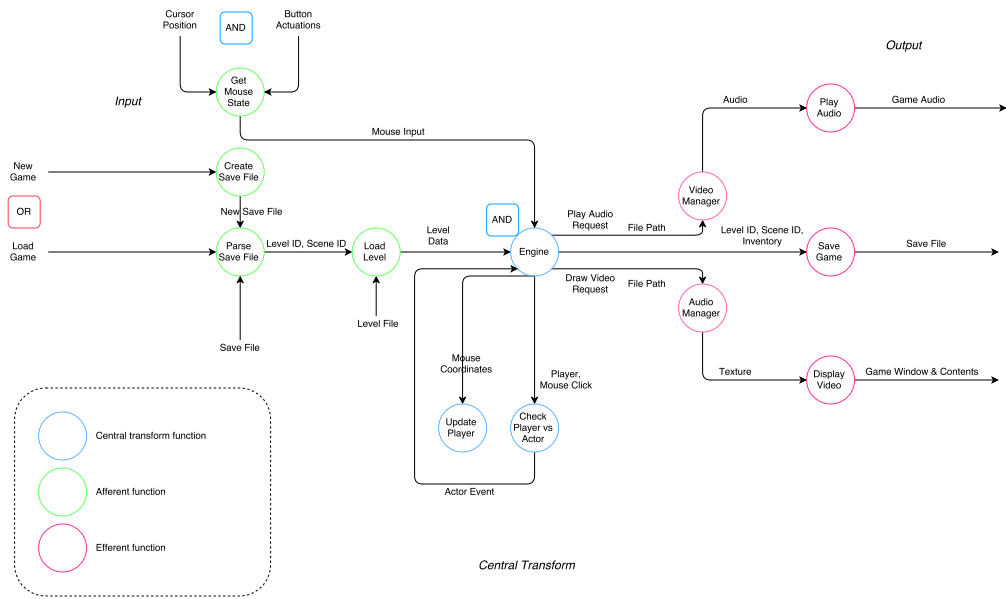 Cursor
Position
AND
Button
Actuations
Output
Input
Get
Mouse
State
Audio
Play
Audio
Game Audio
Mouse Input
New
Game
Create
Save File
Video
Manager
OR
New Save File
AND
Play Audio
Request
File Path
Load
Game
Parse
Save File
Level ID, Scene ID
Load
Level
Level
Data
Engine
Level ID, Scene ID,
Inventory
Save
Game
Save File
Draw Video
Request
File Path
Audio
Manager
Save File
Level File
Mouse
Coordinates
Player,
Mouse Click
Texture
Display
Video
Game Window & Contents
Update
Player
Check
Player vs
Actor
Actor Event
Central transform function
Afferent function
Efferent function
Central Transform